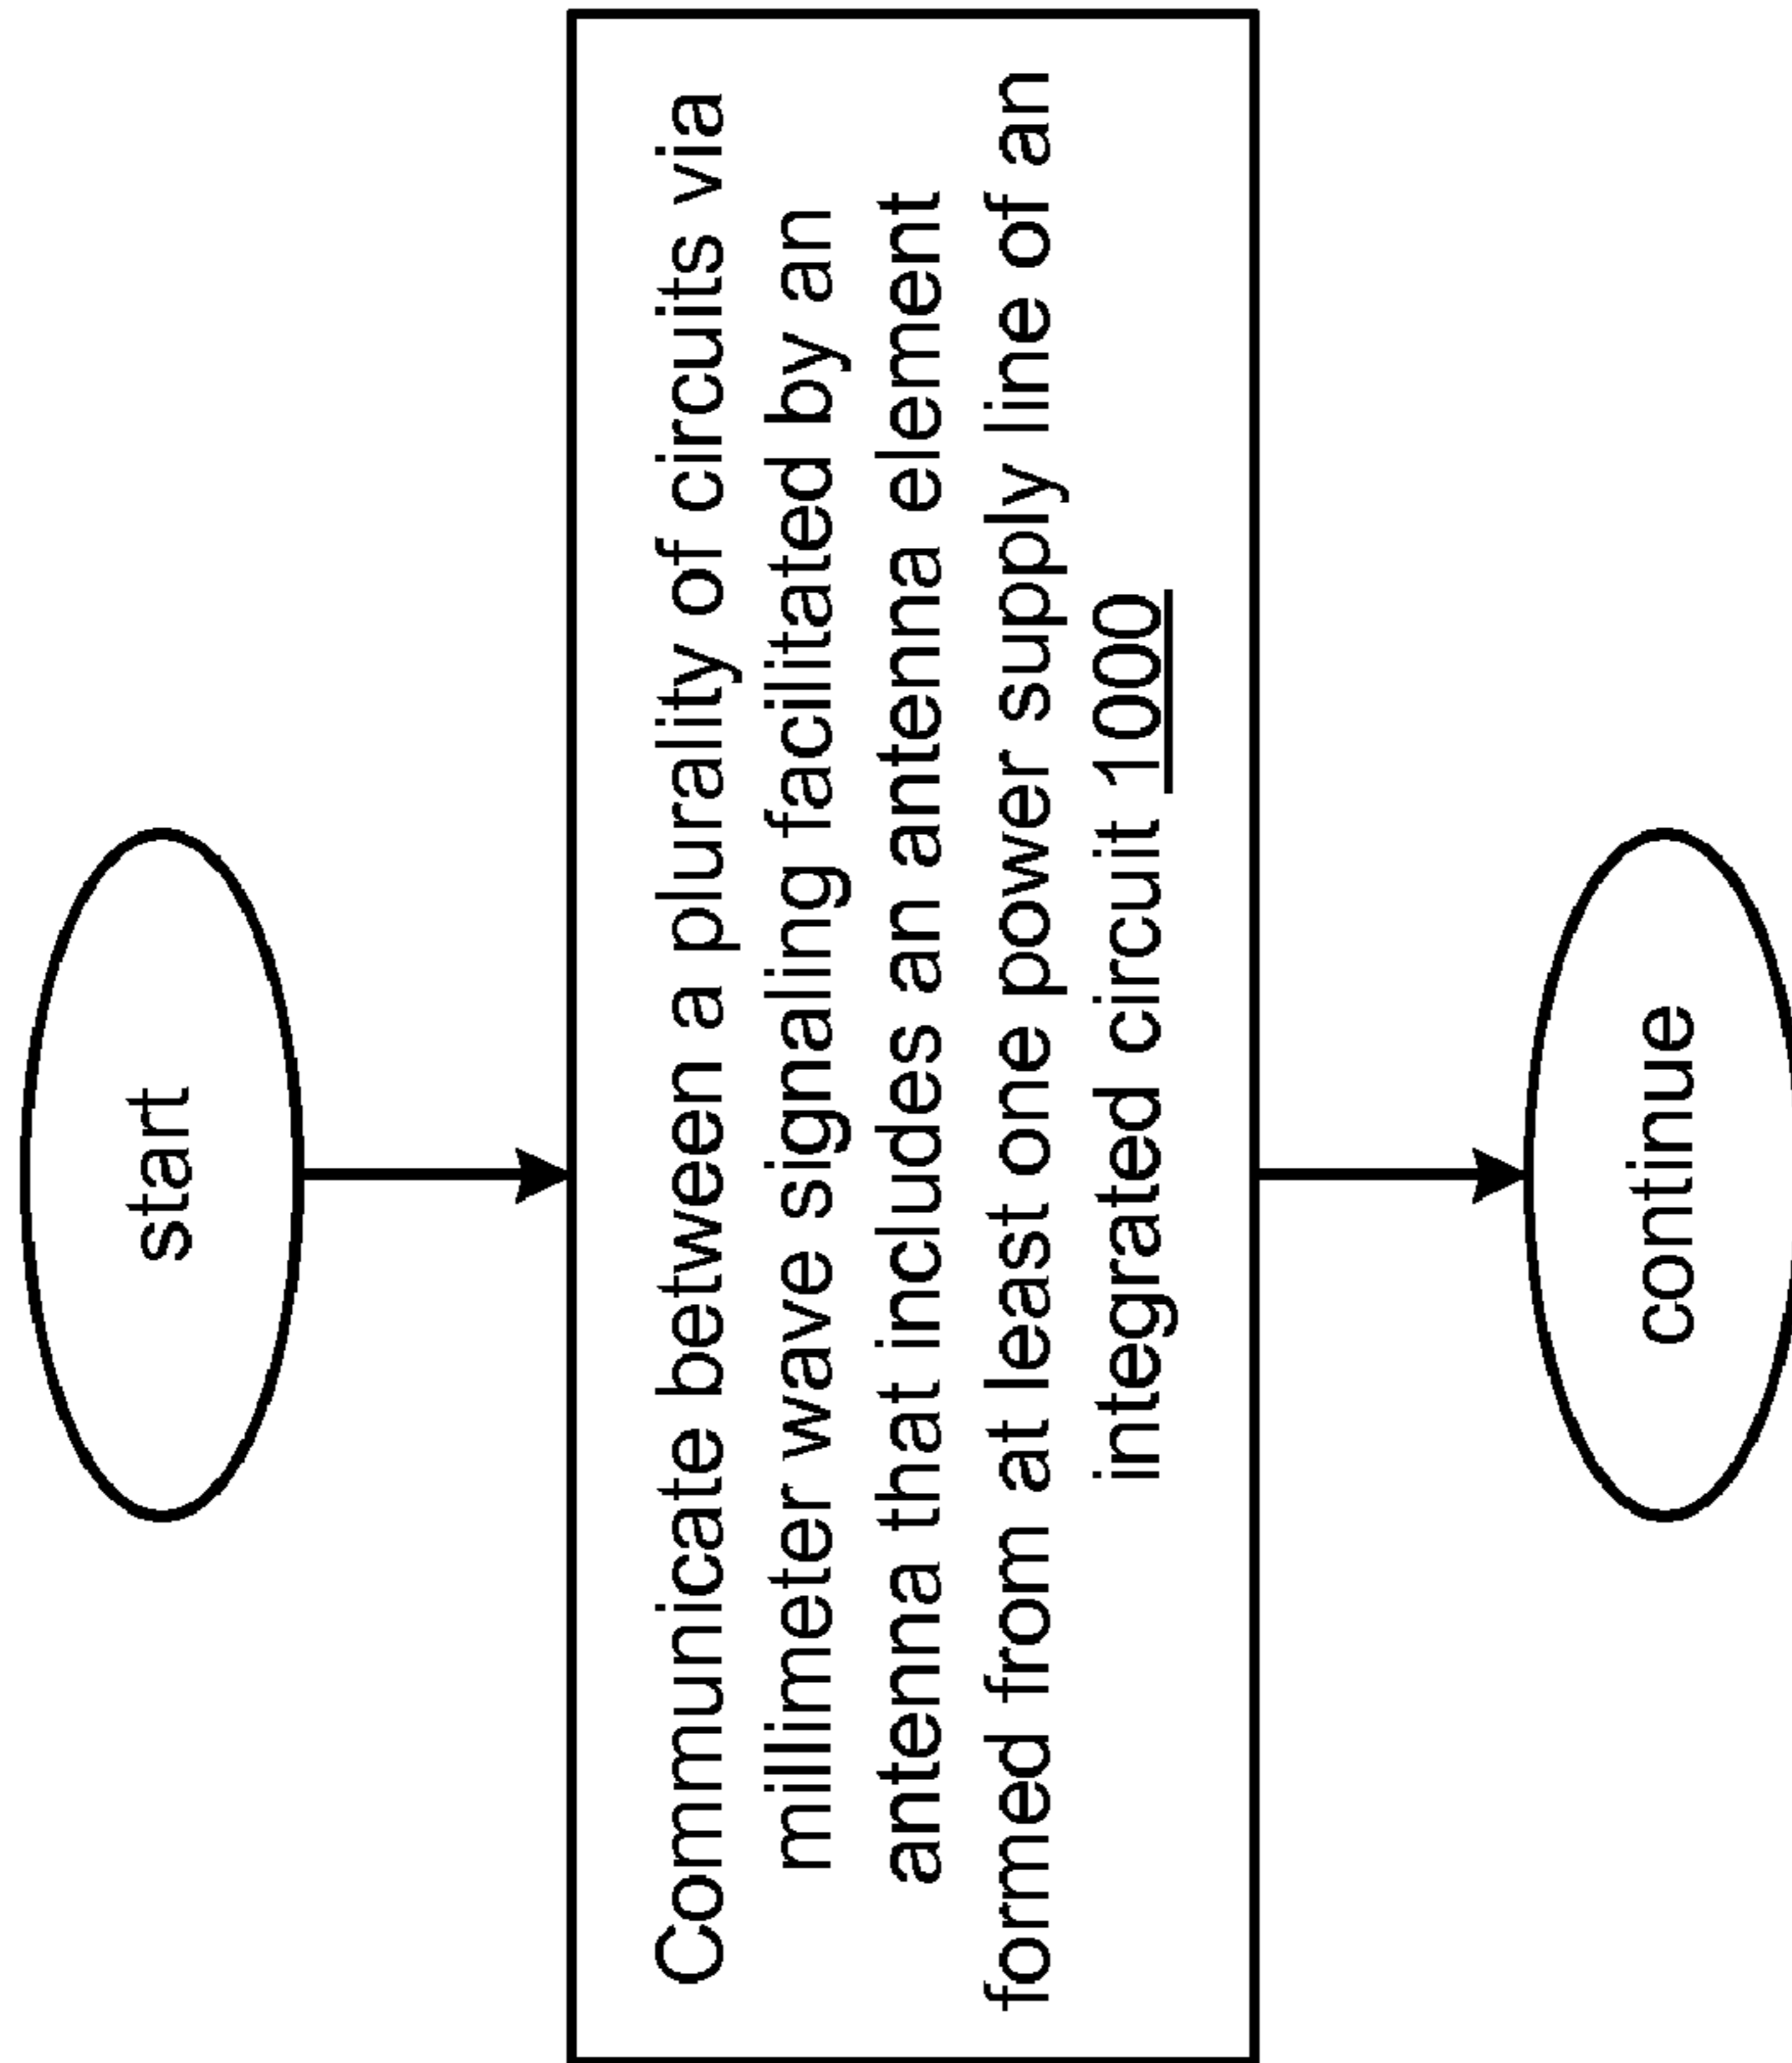 start
Communicate between a plurality of circuits via
millimeter wave signaling facilitated by an
antenna that includes an antenna element
formed from at least one power supply line of an
integrated circuit 1000
continue